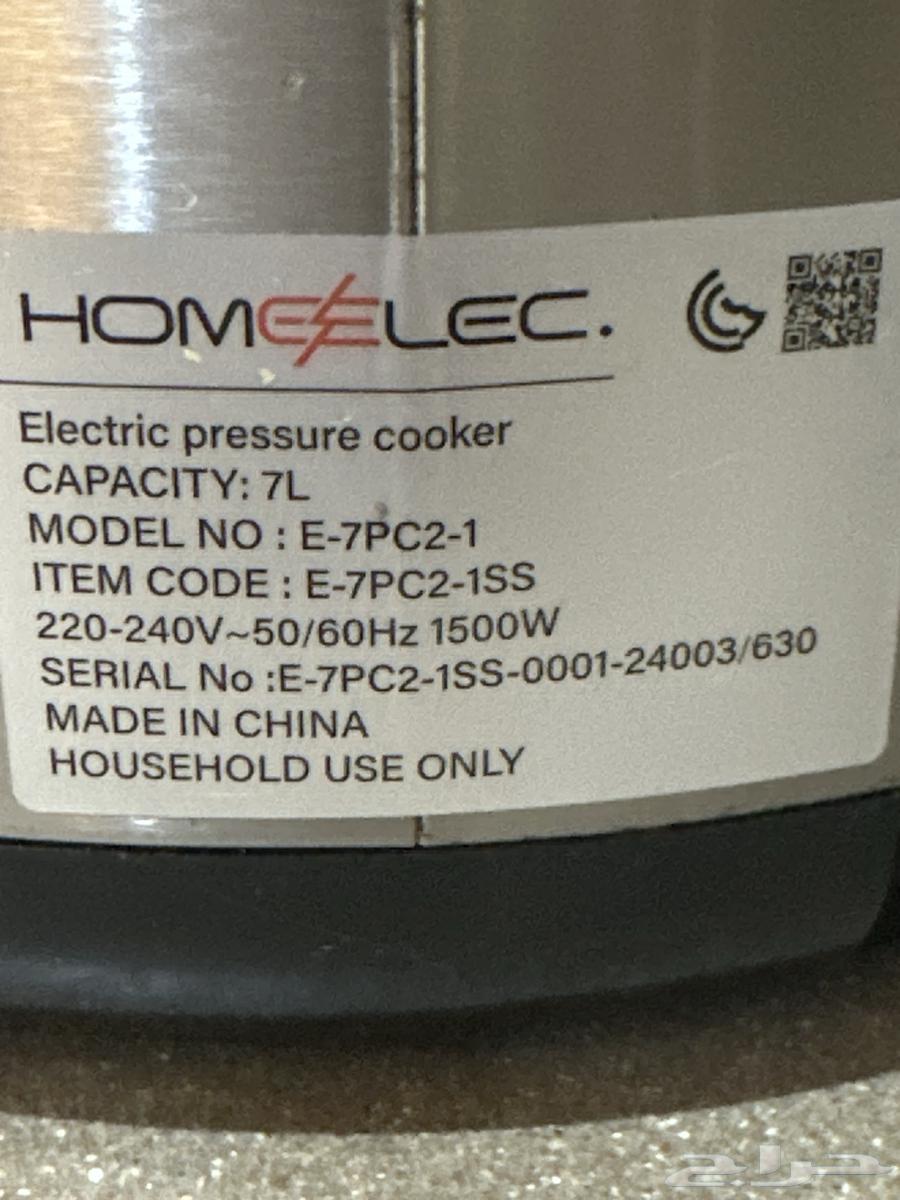 HOMEELEC.
Electric pressure cooker
CAPACITY: 7L
MODEL NO : E-7PC2-1
ITEM CODE : E-7PC2-1SS
220-240V~50/60Hz 1500W
SERIAL No :E-7PC2-1SS-0001-24003/630
MADE IN CHINA
HOUSEHOLD USE ONLY
حراج